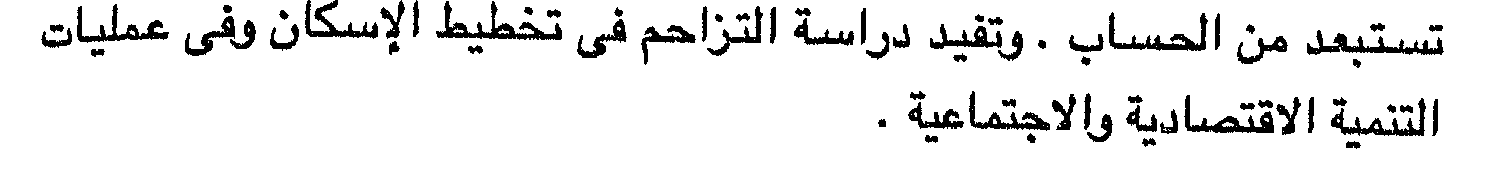 تستبعد من الحساب . وتفيد دراسة التزاحم فى تخطيط الإسكان وفى عمليات
التنمية الاقتصادية والاجتماعية .